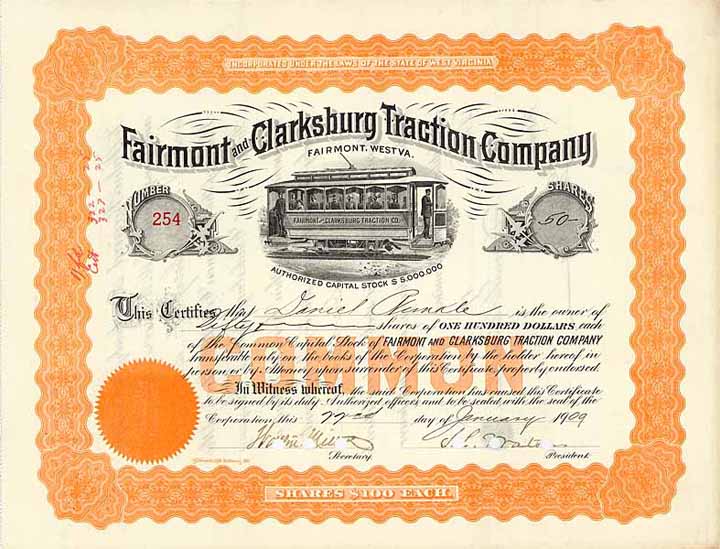 INCORPORATED UNDER THE LAWS OF THE STATE OF WEST VIRGINIA
Fairmont and Clarksburg Traction Company
FAIRMONT, WEST VA.
NUMBER
254
FAIRMONT AND CLARKSBURG TRACTION CO.
SHARES
50
AUTHORIZED CAPITAL STOCK $ 5,000,000
This Certifies that Daniel is the owner of
Fifty shares of ONE HUNDRED DOLLARS each
of the Common Capital Stock of FAIRMONT AND CLARKSBURG TRACTION COMPANY
transferable only on the books of the Corporation by the holder hereof in
person or by Attorney upon surrender of this Certificate properly endorsed.
COMMON
In Witness whereof, the said Corporation has caused this Certificate
to be signed by its duly Authorized officers and to be sealed with the seal of the
Corporation this 22nd day of January 1909
Secretary.
President.
SHARES $100 EACH.